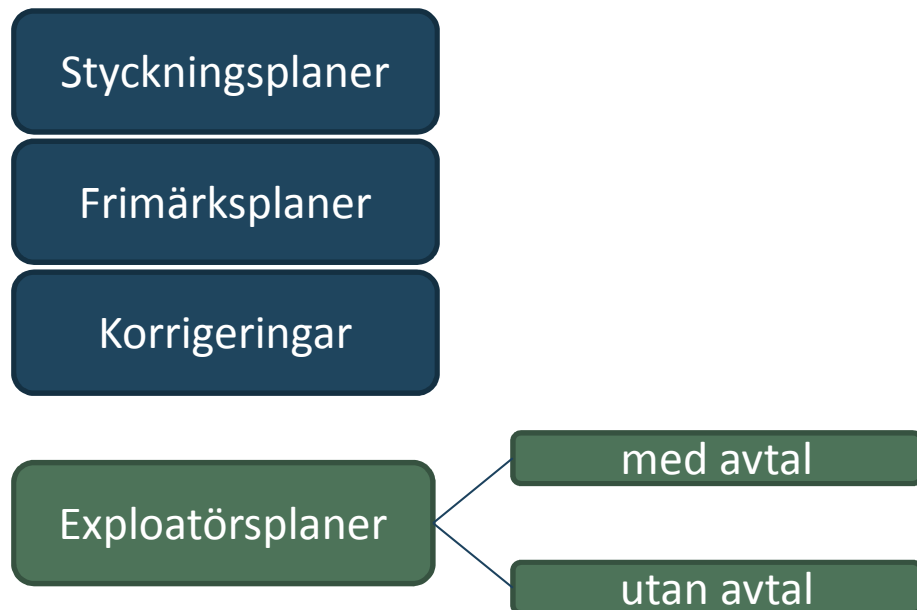 Styckningsplaner
Frimärksplaner
Korrigeringar
med avtal
Exploatörsplaner
utan avtal